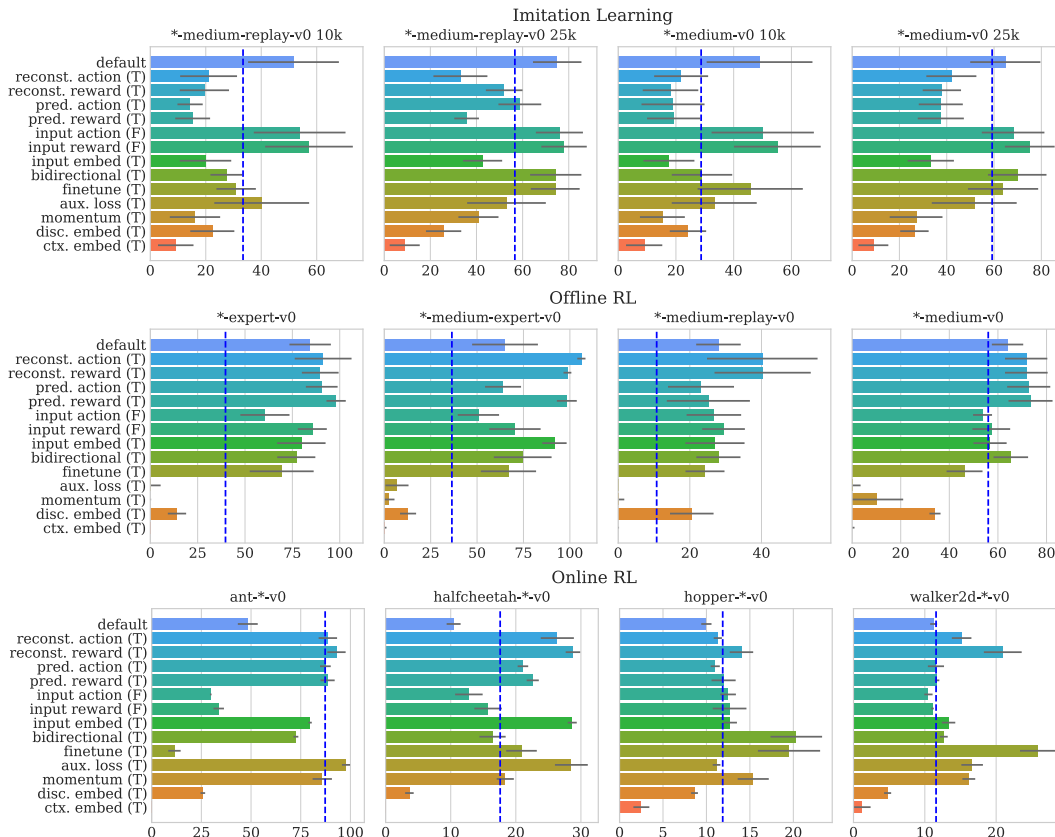 Imitation Learning
*-medium-replay-v0 10k *-medium-replay-v0 25k *-medium-v0 10k *-medium-v0 25k
default
reconst. action (T)
reconst. reward (T)
pred. action (T)
pred. reward (T)
input action (F)
input reward (F)
input embed (T)
bidirectional (T)
finetune (T)
aux. loss (T)
momentum (T)
disc. embed (T)
ctx. embed (T)
0 20 40 60 0 20 40 60 80 0 20 40 60 0 20 40 60 80
Offline RL
*-expert-v0 *-medium-expert-v0 *-medium-replay-v0 *-medium-v0
default
reconst. action (T)
reconst. reward (T)
pred. action (T)
pred. reward (T)
input action (F)
input reward (F)
input embed (T)
bidirectional (T)
finetune (T)
aux. loss (T)
momentum (T)
disc. embed (T)
ctx. embed (T)
0 25 50 75 100 0 25 50 75 100 0 20 40 0 20 40 60 80
Online RL
ant-*-v0 halfcheetah-*-v0 hopper-*-v0 walker2d-*-v0
default
reconst. action (T)
reconst. reward (T)
pred. action (T)
pred. reward (T)
input action (F)
input reward (F)
input embed (T)
bidirectional (T)
finetune (T)
aux. loss (T)
momentum (T)
disc. embed (T)
ctx. embed (T)
0 25 50 75 100 0 10 20 30 0 10 20 0 10 20